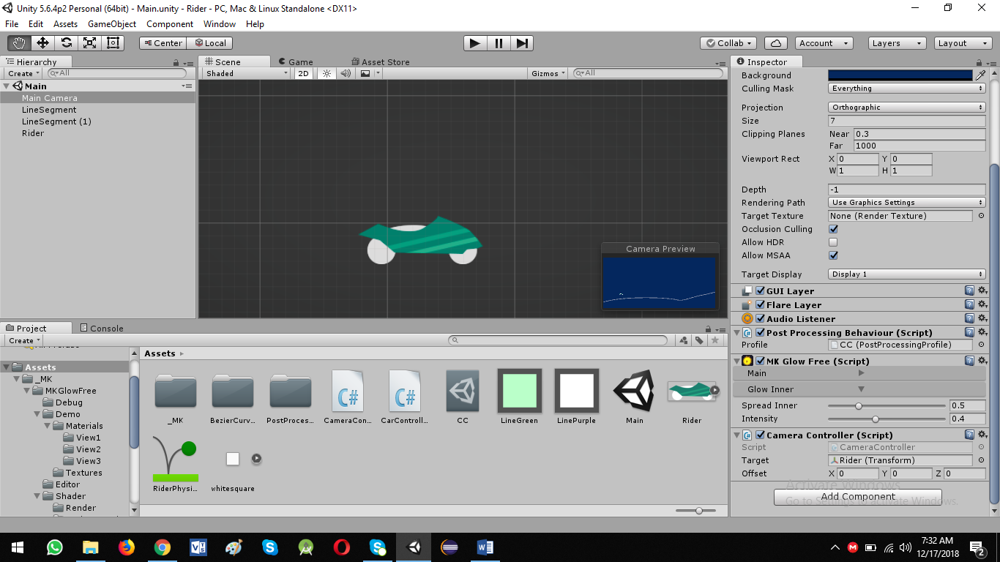 Unity 5.6.4p2 Personal (64bit) - Main.unity - Rider - PC, Mac & Linux Standalone <DX11>
File Edit Assets GameObject Component Window Help
Center Local Collab Account Layers Layout
Hierarchy
Create All
Main
Main Camera
LineSegment
LineSegment (1)
Rider
Scene Game Asset Store
Shaded 2D Gizmos All
Camera Preview
Inspector
Background
Culling Mask Everything
Projection Orthographic
Size 7
Clipping Planes Near 0.3
Far 1000
Viewport Rect X 0 Y 0
W 1 H 1
Depth -1
Rendering Path Use Graphics Settings
Target Texture None (Render Texture)
Occlusion Culling
Allow HDR
Allow MSAA
Target Display Display 1
GUI Layer
Flare Layer
Audio Listener
Post Processing Behaviour (Script)
Profile CC (PostProcessingProfile)
MK Glow Free (Script)
Main
Glow Inner
Spread Inner 0.5
Intensity 0.4
Camera Controller (Script)
Script CameraController
Target Rider (Transform)
Offset X 0 Y 0 Z 0
Activate Windows
Go to Settings to activate Windows.
Add Component
Project Console
Create
Assets
_MK
MKGlowFree
Debug
Demo
Materials
View1
View2
View3
Textures
Editor
Shader
Render
Assets
_MK BezierCurv... PostProces... CameraCon... CarControll... CC LineGreen LinePurple Main Rider
RiderPhysi... whitesquare
7:32 AM
12/17/2018
2